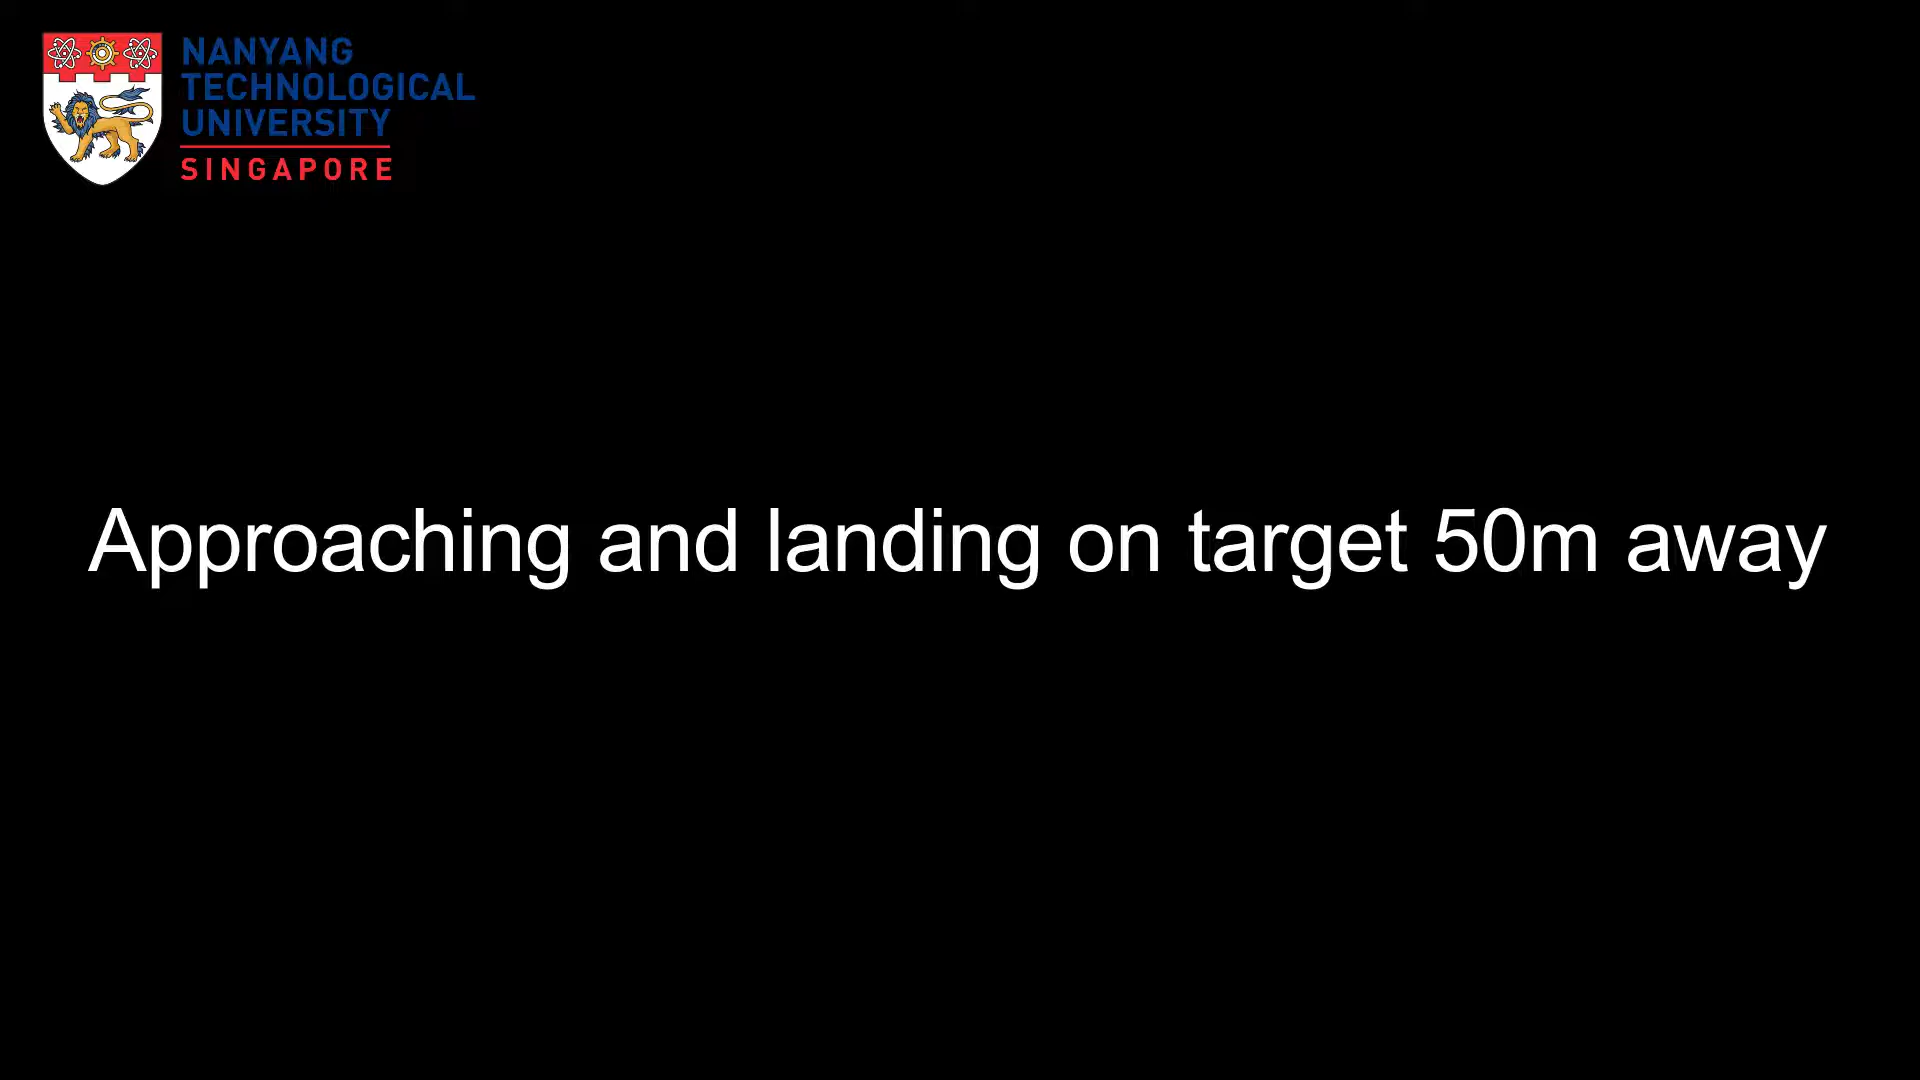 NANYANG
TECHNOLOGICAL
UNIVERSITY
SINGAPORE
Approaching and landing on target 50m away